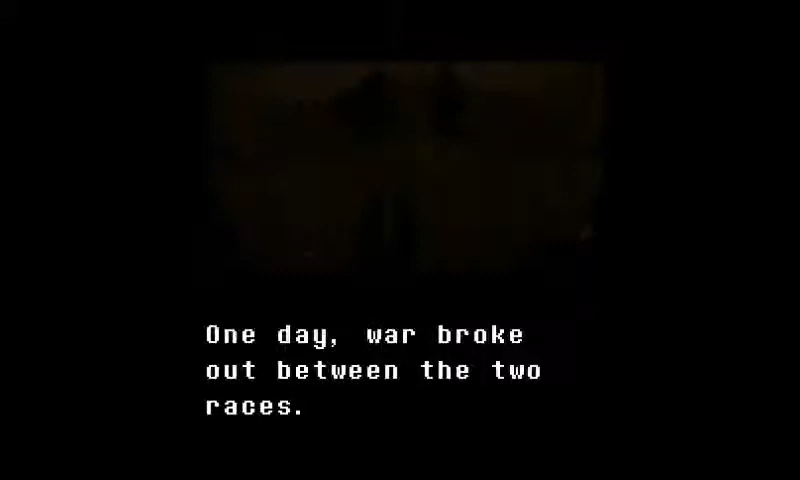 One day, war broke
out between the two
races.